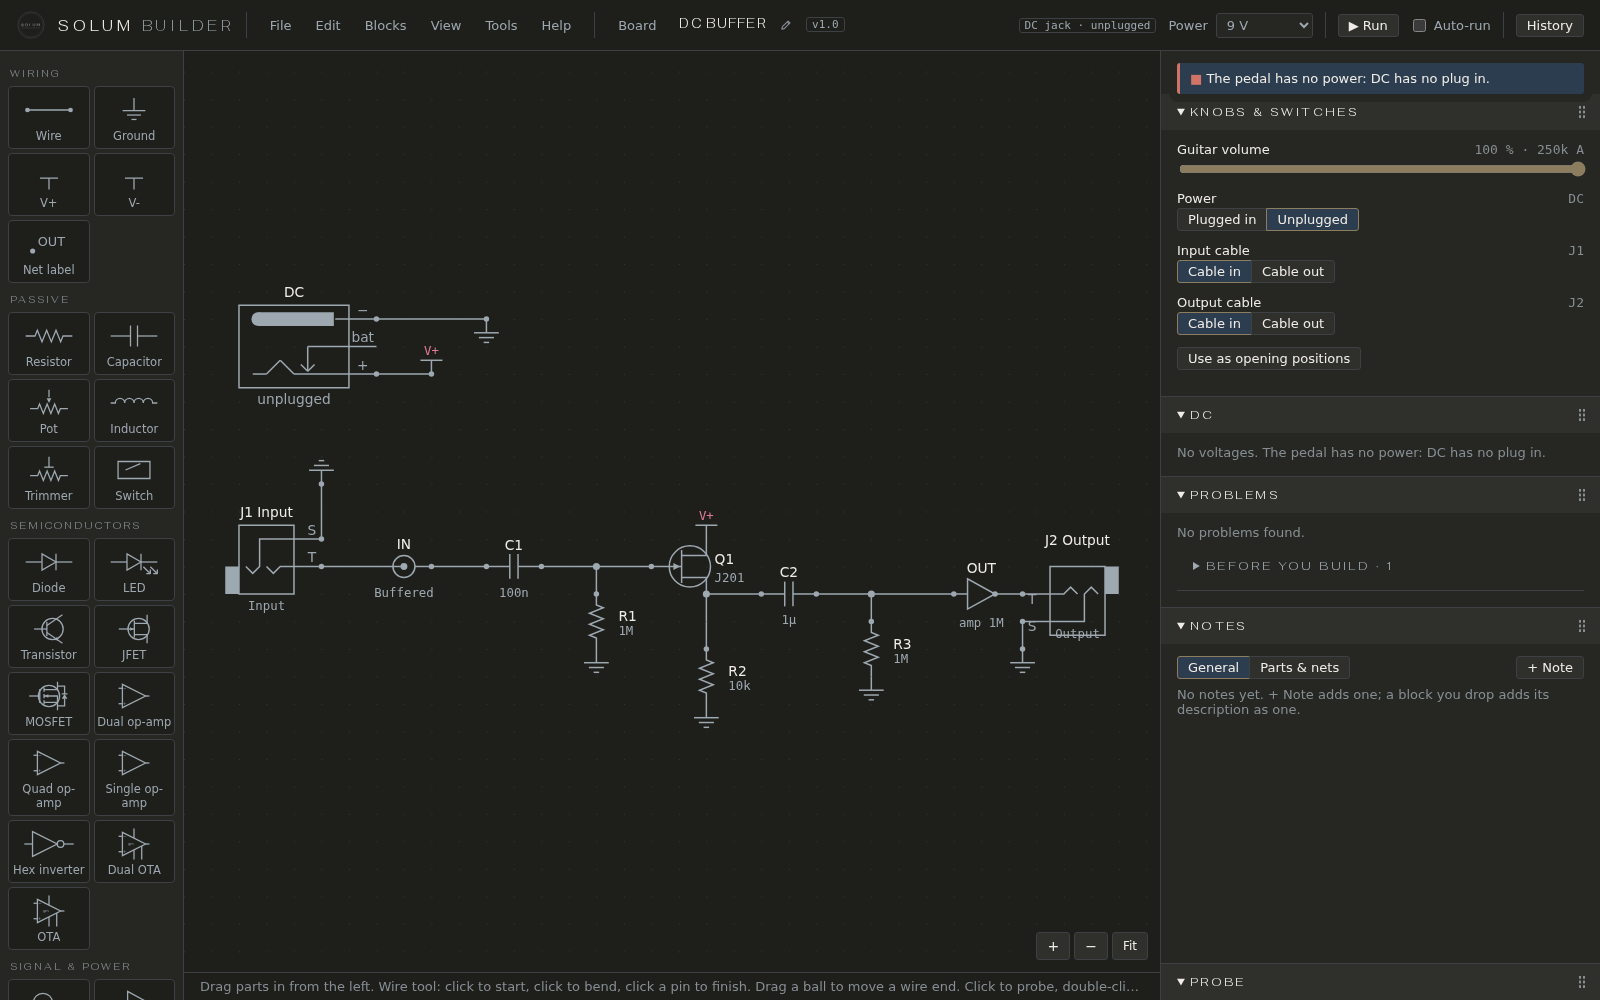 SOLUM BUILDER
File Edit Blocks View Tools Help
Board DC BUFFER v1.0
DC jack · unplugged Power 9 V ▶ Run Auto-run History
WIRING
Wire Ground
V+ V-
OUT
Net label
PASSIVE
Resistor Capacitor
Pot Inductor
Trimmer Switch
SEMICONDUCTORS
Diode LED
Transistor JFET
MOSFET Dual op-amp
Quad op-amp Single op-amp
Hex inverter Dual OTA
OTA
SIGNAL & POWER
DC
−
bat
+
V+
unplugged
J1 Input
S
T
Input
IN
Buffered
C1
100n
R1
1M
V+
Q1
J201
R2
10k
C2
1µ
R3
1M
OUT
amp 1M
J2 Output
T
S
Output
+ − Fit
Drag parts in from the left. Wire tool: click to start, click to bend, click a pin to finish. Drag a ball to move a wire end. Click to probe, double-cli…
The pedal has no power: DC has no plug in.
KNOBS & SWITCHES
Guitar volume 100 % · 250k A
Power DC
Plugged in Unplugged
Input cable J1
Cable in Cable out
Output cable J2
Cable in Cable out
Use as opening positions
DC
No voltages. The pedal has no power: DC has no plug in.
PROBLEMS
No problems found.
BEFORE YOU BUILD · 1
NOTES
General Parts & nets + Note
No notes yet. + Note adds one; a block you drop adds its
description as one.
PROBE